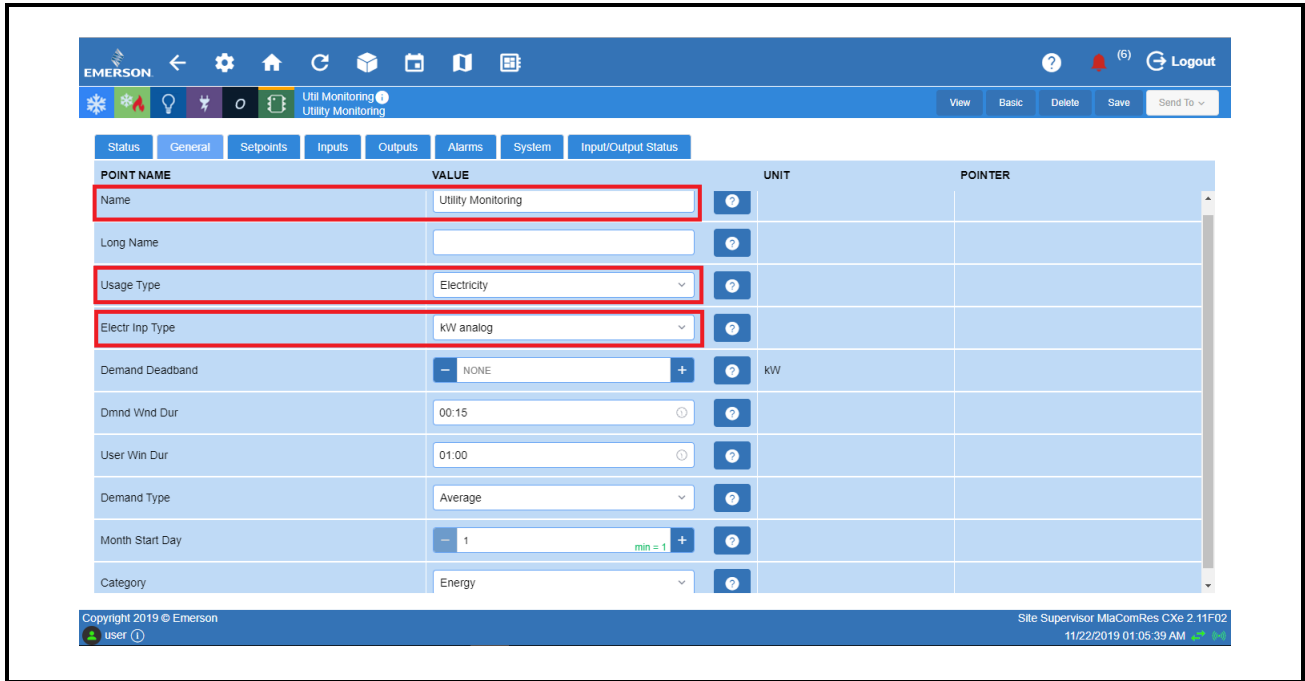 EMERSON
(6) Logout
Util Monitoring
Utility Monitoring
View Basic Delete Save Send To
Status General Setpoints Inputs Outputs Alarms System Input/Output Status
POINT NAME VALUE UNIT POINTER
Name Utility Monitoring
Long Name
Usage Type Electricity
Electr Inp Type kW analog
Demand Deadband NONE kW
Dmnd Wnd Dur 00:15
User Win Dur 01:00
Demand Type Average
Month Start Day 1 min = 1
Category Energy
Copyright 2019 © Emerson Site Supervisor MlaComRes CXe 2.11F02
user 11/22/2019 01:05:39 AM